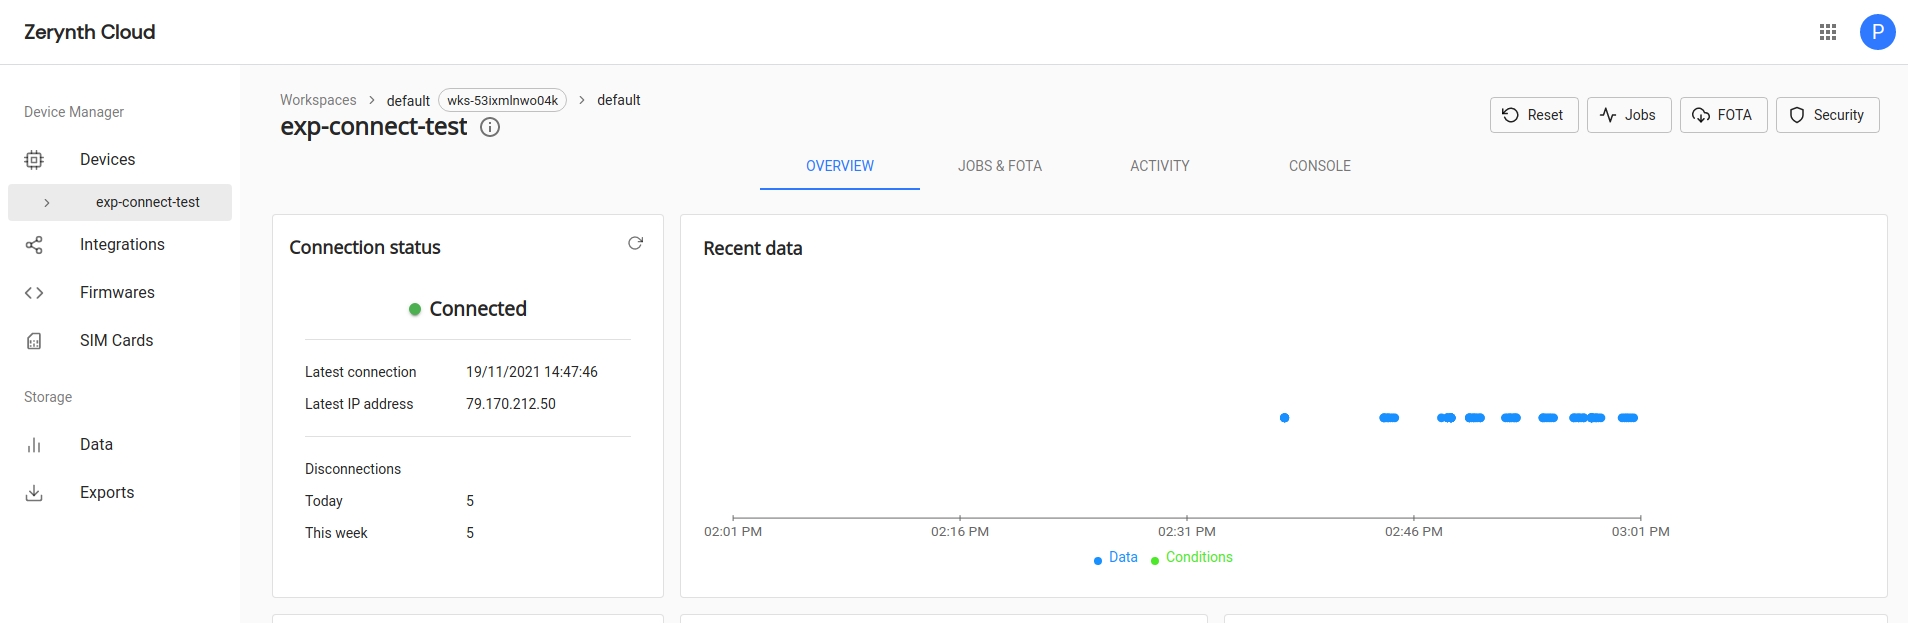 Zerynth Cloud
P
Device Manager
Devices
exp-connect-test
Integrations
Firmwares
SIM Cards
Storage
Data
Exports
Workspaces > default wks-53ixmlnwo04k > default
exp-connect-test
Reset
Jobs
FOTA
Security
OVERVIEW
JOBS & FOTA
ACTIVITY
CONSOLE
Connection status
Connected
Latest connection 19/11/2021 14:47:46
Latest IP address 79.170.212.50
Disconnections
Today 5
This week 5
Recent data
02:01 PM 02:16 PM 02:31 PM 02:46 PM 03:01 PM
Data Conditions